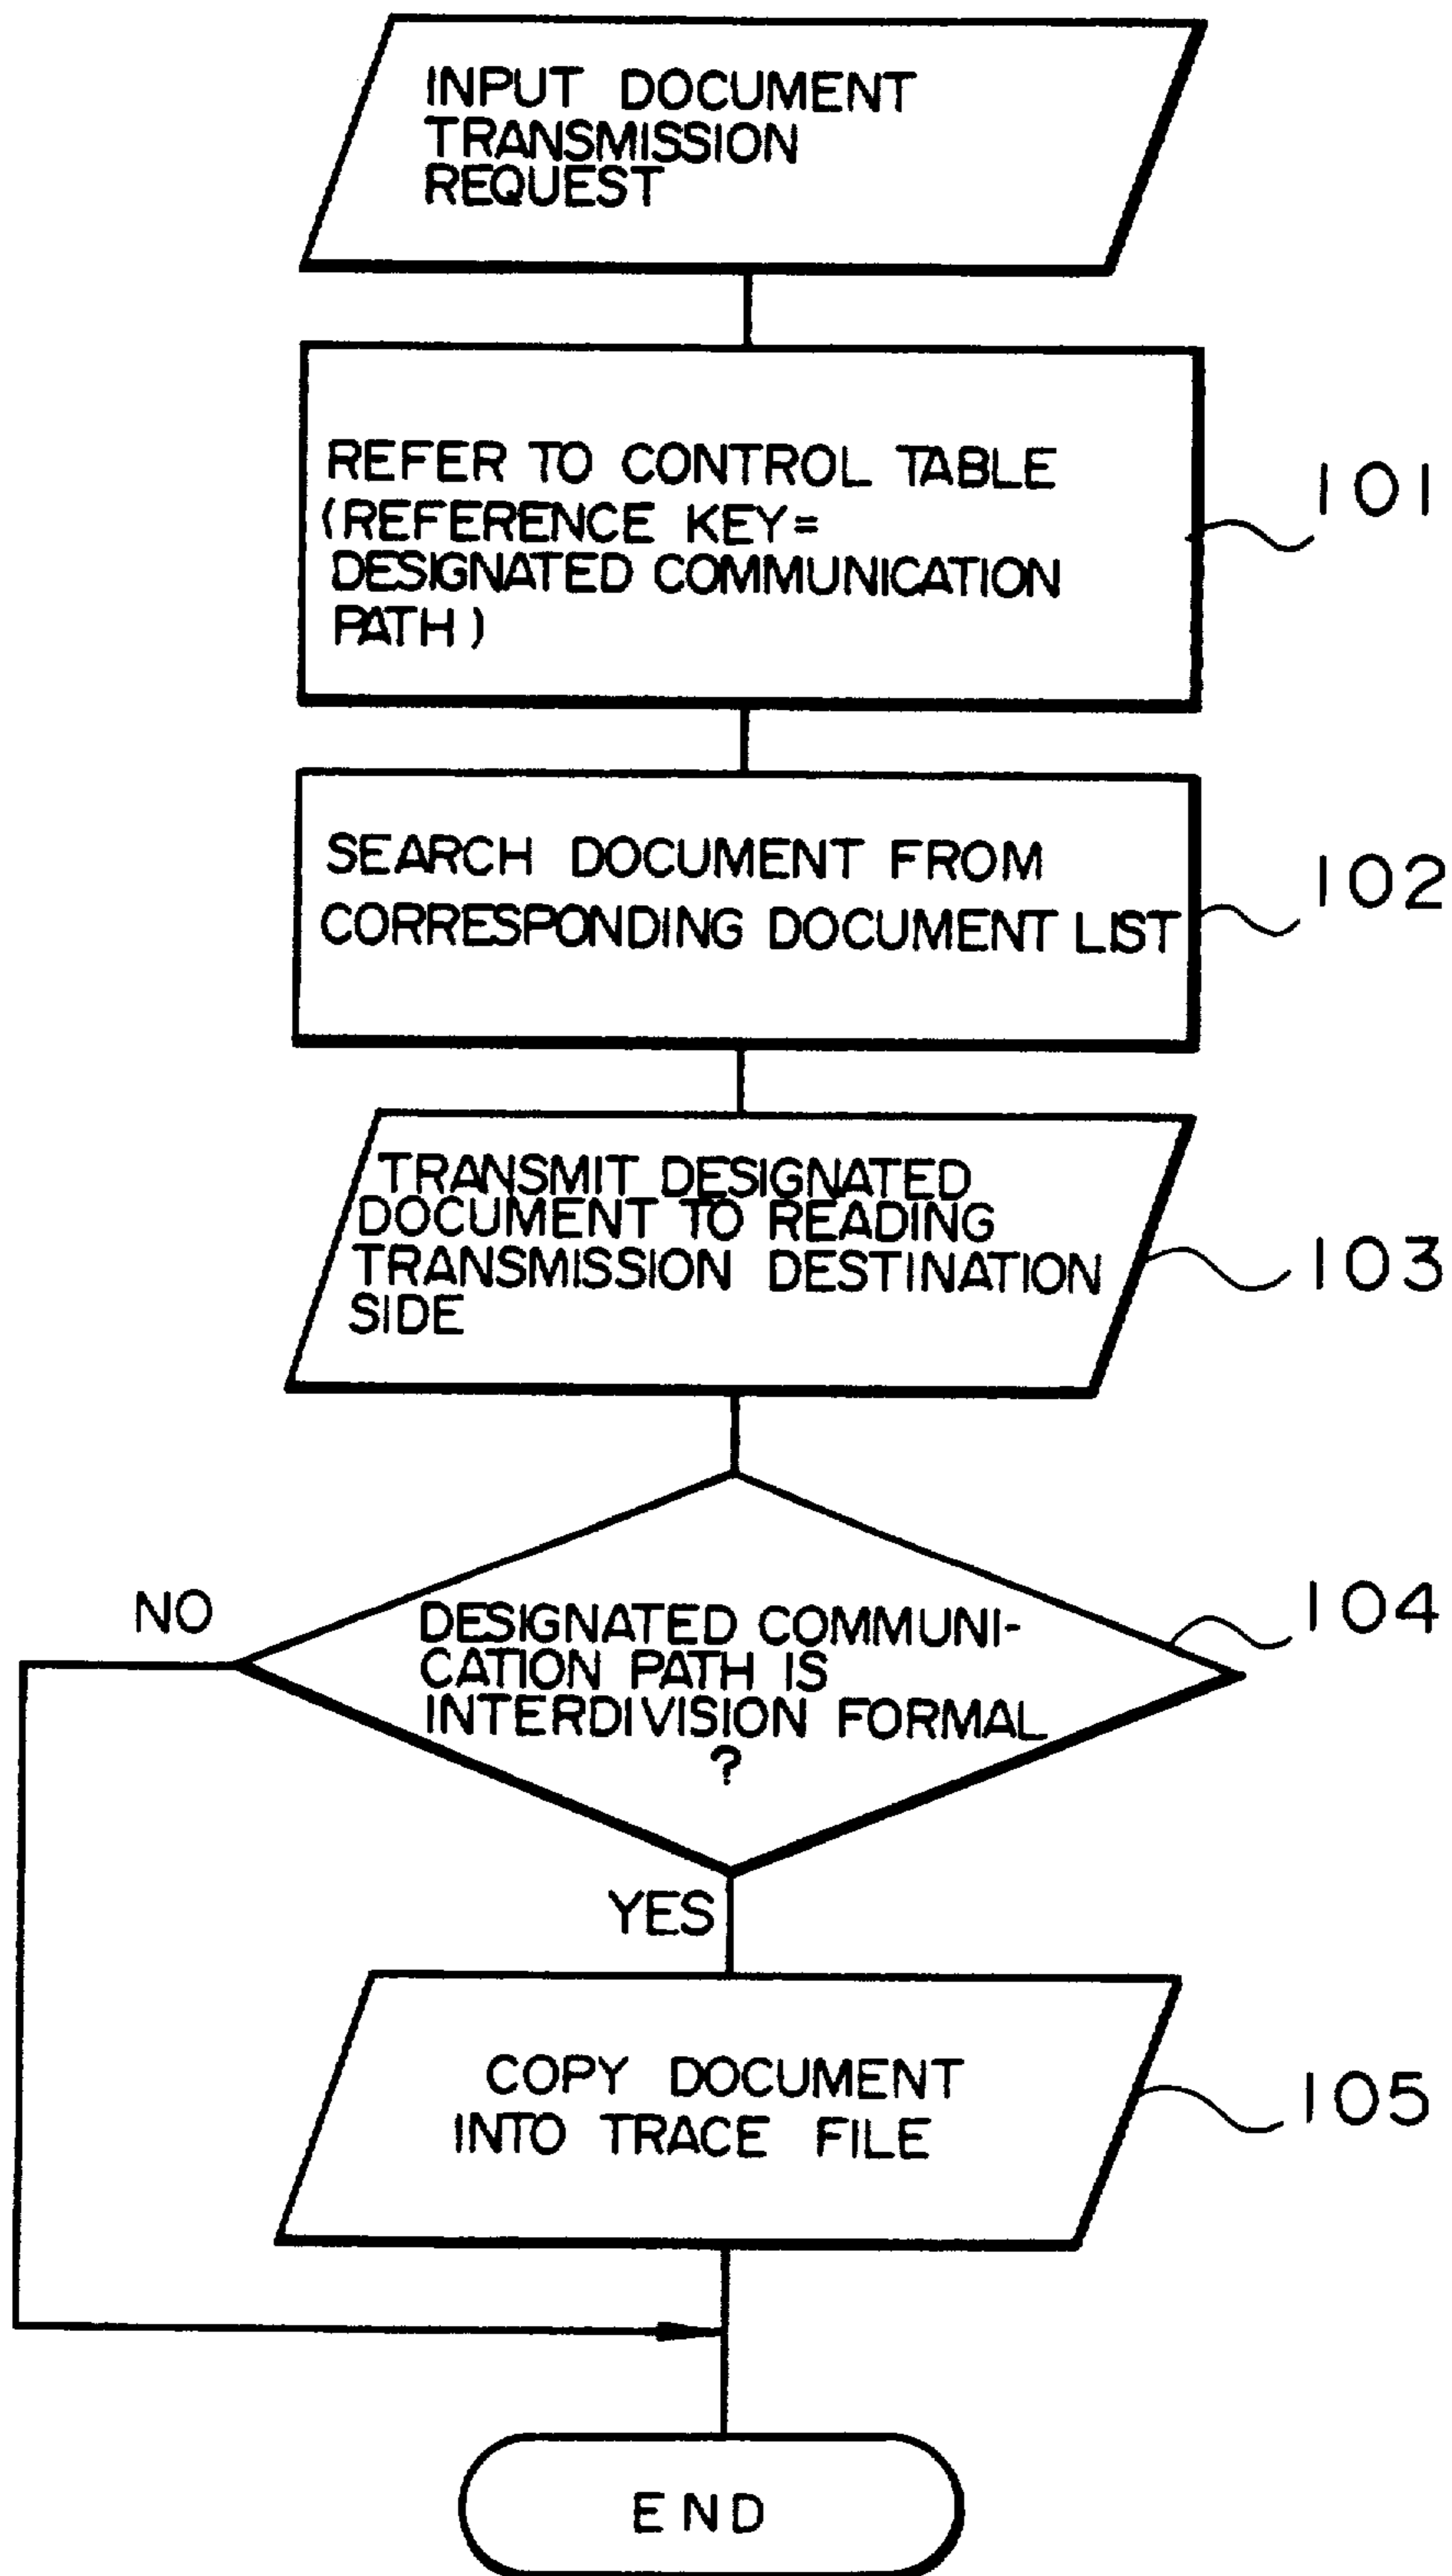 INPUT DOCUMENT
TRANSMISSION
REQUEST
REFER TO CONTROL TABLE
(REFERENCE KEY=
DESIGNATED COMMUNICATION
PATH)
101
SEARCH DOCUMENT FROM
CORRESPONDING DOCUMENT LIST
102
TRANSMIT DESIGNATED
DOCUMENT TO READING
TRANSMISSION DESTINATION
SIDE
103
NO
DESIGNATED COMMUNI-
CATION PATH IS
INTERDIVISION FORMAL
?
104
YES
COPY DOCUMENT
INTO TRACE FILE
105
END